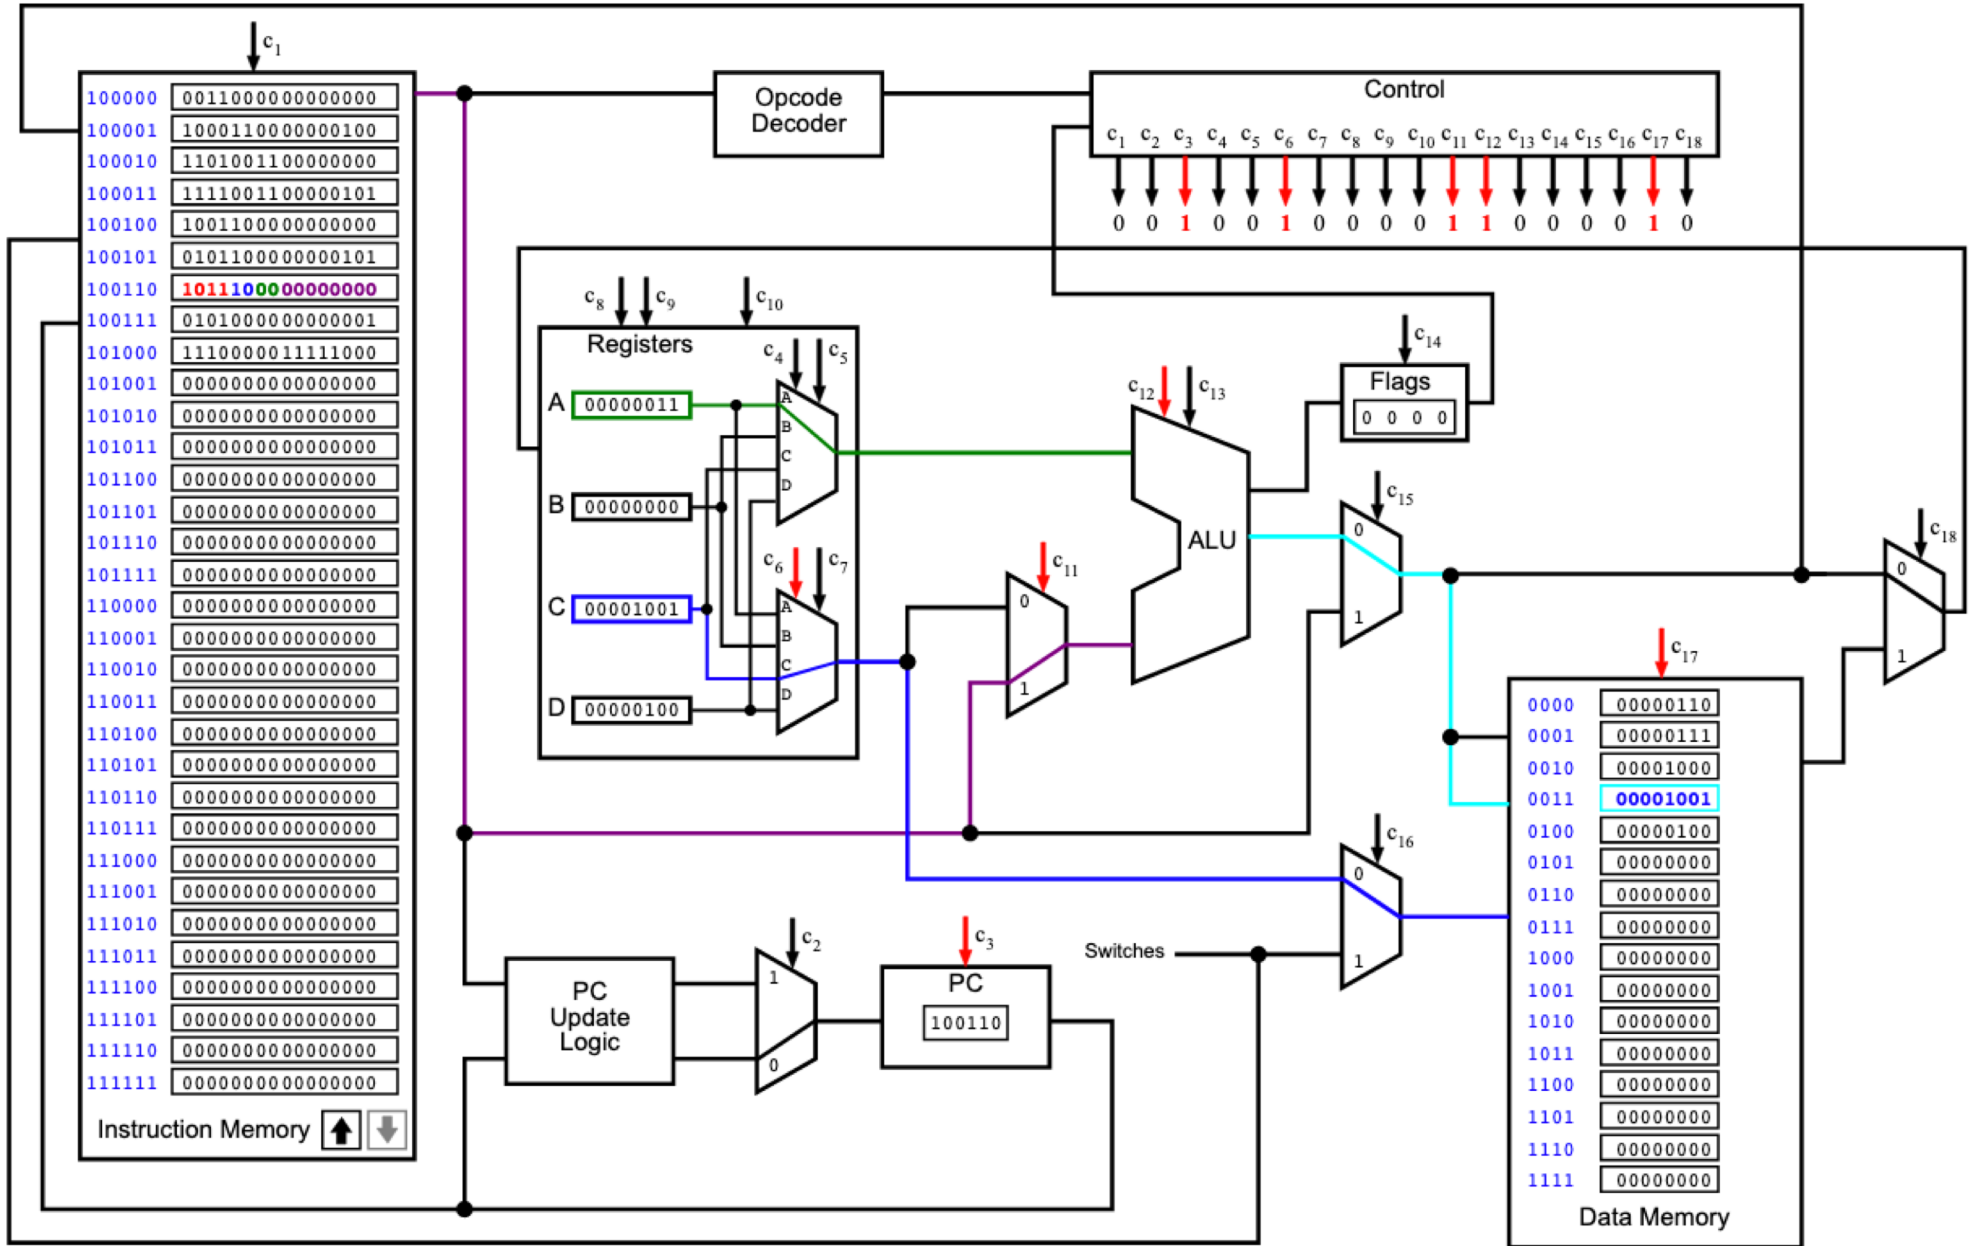 c1
100000 0011000000000000
100001 1000110000000100
100010 1101001100000000
100011 1111001100000101
100100 1001100000000000
100101 0101100000000101
100110 1011100000000000
100111 0101000000000001
101000 1110000011111000
101001 0000000000000000
101010 0000000000000000
101011 0000000000000000
101100 0000000000000000
101101 0000000000000000
101110 0000000000000000
101111 0000000000000000
110000 0000000000000000
110001 0000000000000000
110010 0000000000000000
110011 0000000000000000
110100 0000000000000000
110101 0000000000000000
110110 0000000000000000
110111 0000000000000000
111000 0000000000000000
111001 0000000000000000
111010 0000000000000000
111011 0000000000000000
111100 0000000000000000
111101 0000000000000000
111110 0000000000000000
111111 0000000000000000
Instruction Memory
Opcode
Decoder
Control
c1 c2 c3 c4 c5 c6 c7 c8 c9 c10 c11 c12 c13 c14 c15 c16 c17 c18
0 0 1 0 0 1 0 0 0 0 1 1 0 0 0 0 1 0
c8 c9 c10
Registers
c4 c5
A 00000011
A
B
C
D
B 00000000
c6 c7
C 00001001
A
B
C
D
D 00000100
c11
0
1
c12 c13
ALU
c14
Flags
0 0 0 0
c15
0
1
c18
0
1
c17
0000 00000110
0001 00000111
0010 00001000
0011 00001001
0100 00000100
0101 00000000
0110 00000000
0111 00000000
1000 00000000
1001 00000000
1010 00000000
1011 00000000
1100 00000000
1101 00000000
1110 00000000
1111 00000000
Data Memory
c16
0
1
Switches
PC
Update
Logic
c2
1
0
c3
PC
100110